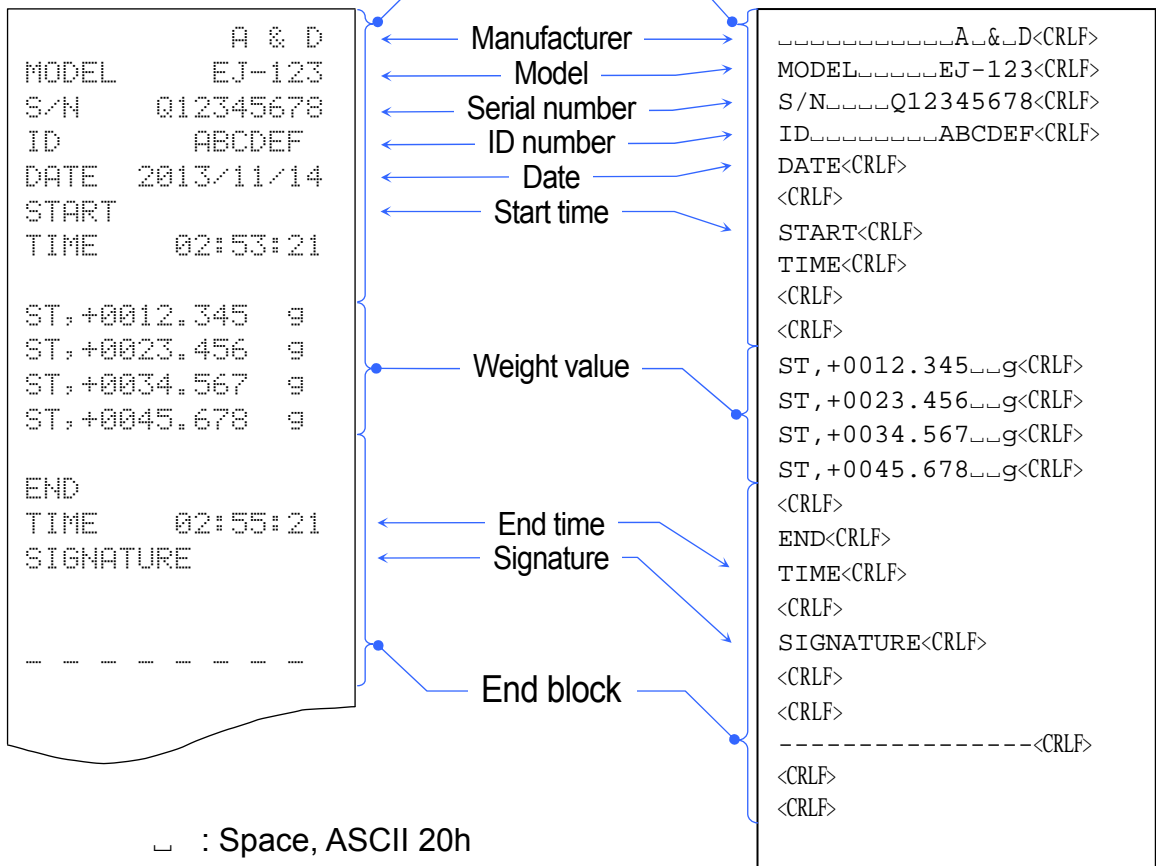 A & D
MODEL EJ-123
S/N Q12345678
ID ABCDEF
DATE 2013/11/14
START
TIME 02:53:21
ST,+0012.345 g
ST,+0023.456 g
ST,+0034.567 g
ST,+0045.678 g
END
TIME 02:55:21
SIGNATURE
_ _ _ _ _ _ _ _
Manufacturer
Model
Serial number
ID number
Date
Start time
Weight value
End time
Signature
End block
␣␣␣␣␣␣␣␣␣␣␣A␣&␣D<CRLF>
MODEL␣␣␣␣␣EJ-123<CRLF>
S/N␣␣␣␣Q12345678<CRLF>
ID␣␣␣␣␣␣␣␣ABCDEF<CRLF>
DATE<CRLF>
<CRLF>
START<CRLF>
TIME<CRLF>
<CRLF>
<CRLF>
ST,+0012.345␣␣g<CRLF>
ST,+0023.456␣␣g<CRLF>
ST,+0034.567␣␣g<CRLF>
ST,+0045.678␣␣g<CRLF>
<CRLF>
END<CRLF>
TIME<CRLF>
<CRLF>
SIGNATURE<CRLF>
<CRLF>
<CRLF>
----------------<CRLF>
<CRLF>
<CRLF>
␣ : Space, ASCII 20h